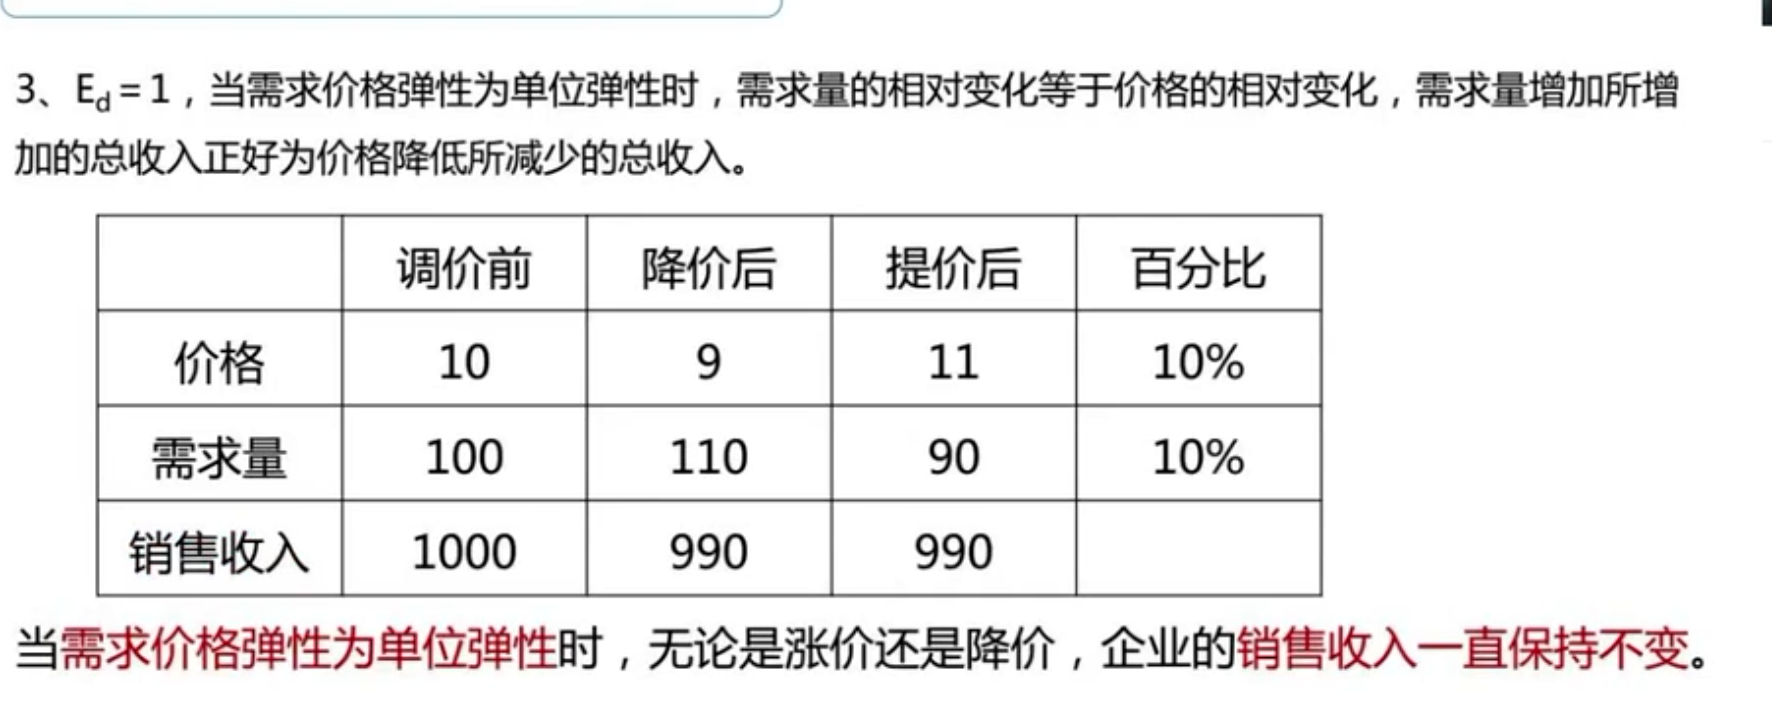 3、Ed=1，当需求价格弹性为单位弹性时，需求量的相对变化等于价格的相对变化，需求量增加所增
加的总收入正好为价格降低所减少的总收入。
调价前 降价后 提价后 百分比
价格 10 9 11 10%
需求量 100 110 90 10%
销售收入 1000 990 990
当需求价格弹性为单位弹性时，无论是涨价还是降价，企业的销售收入一直保持不变。